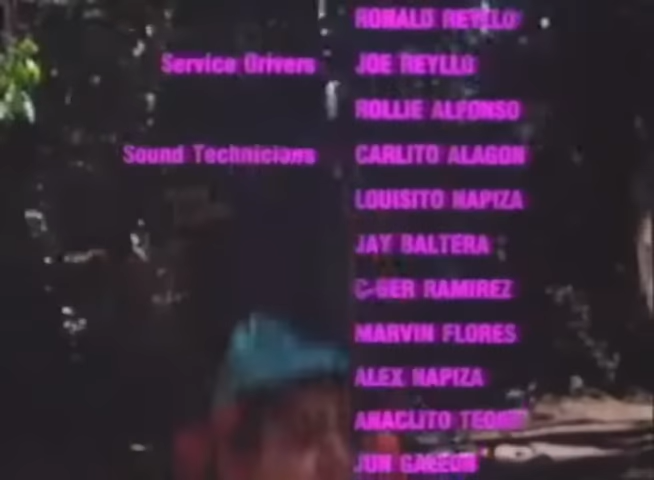 RONALD REYLLO
Service Drivers JOE REYLLO
ROLLIE ALFONSO
Sound Technicians CARLITO ALAGON
LOUISITO NAPIZA
JAY BALTERA
RAMIREZ
MARVIN FLORES
ALEX NAPIZA
ANACLITO
JUN